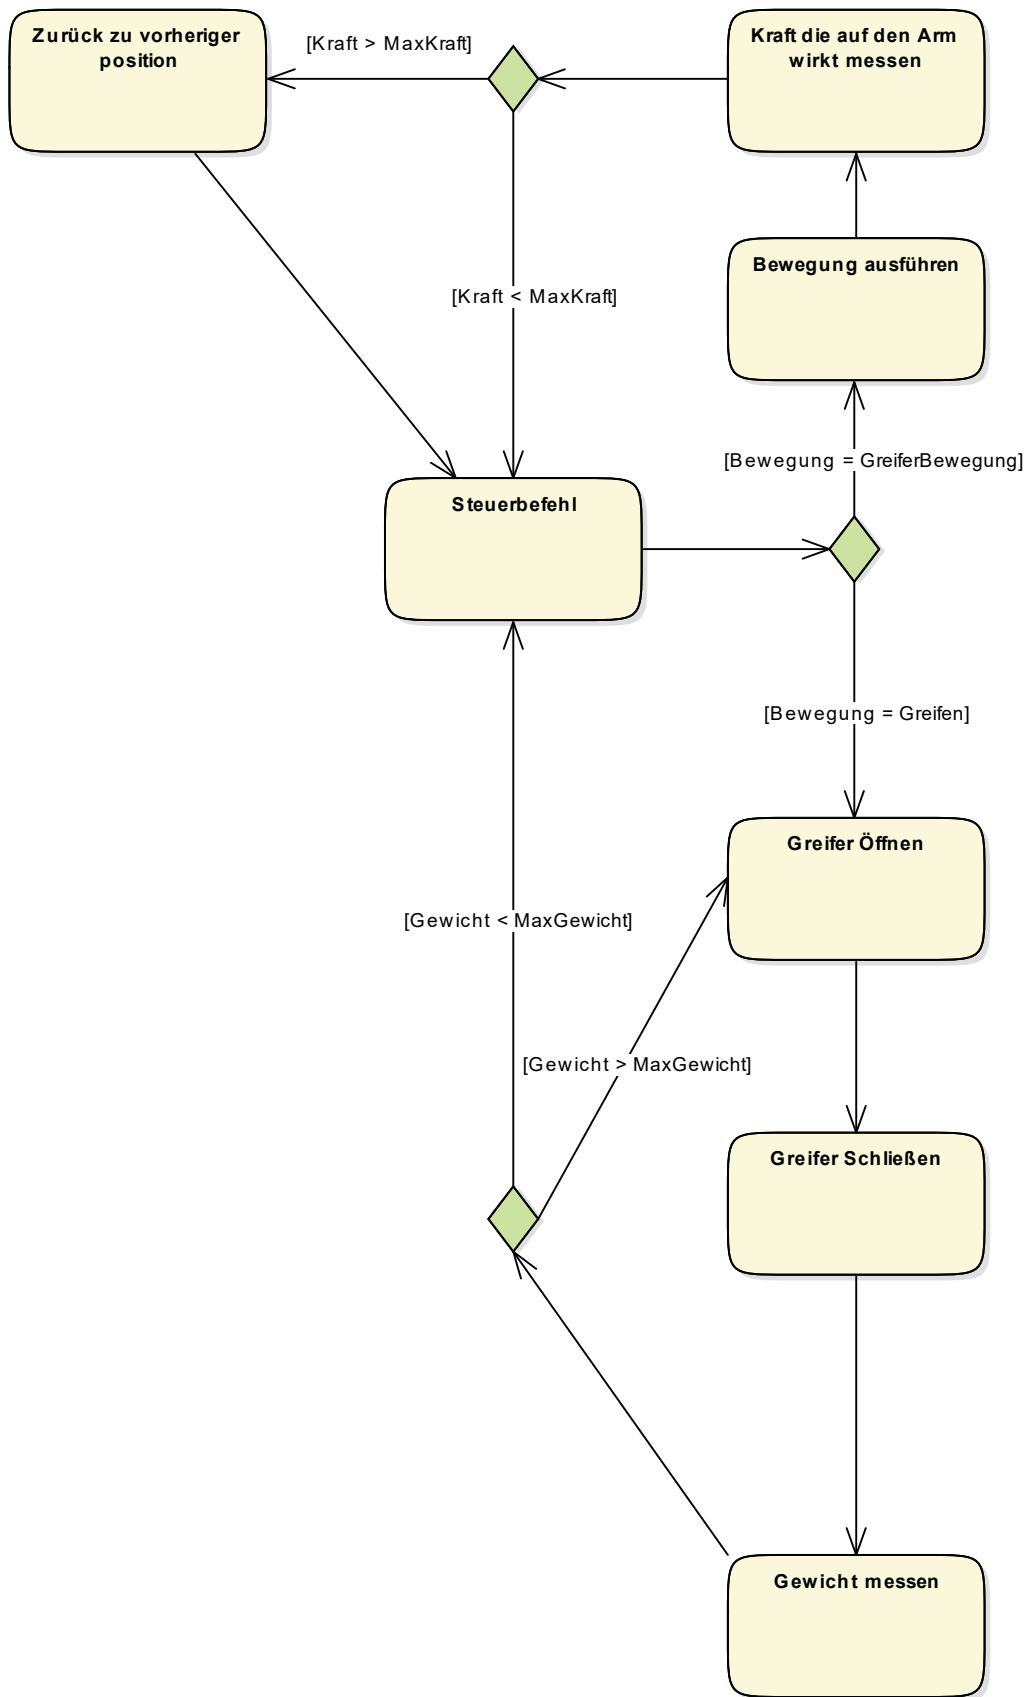 Zurück zu vorheriger
position
[Kraft > MaxKraft]
Kraft die auf den Arm
wirkt messen
Bewegung ausführen
[Kraft < MaxKraft]
[Bewegung = GreiferBewegung]
Steuerbefehl
[Bewegung = Greifen]
Greifer Öffnen
[Gewicht < MaxGewicht]
[Gewicht > MaxGewicht]
Greifer Schließen
Gewicht messen